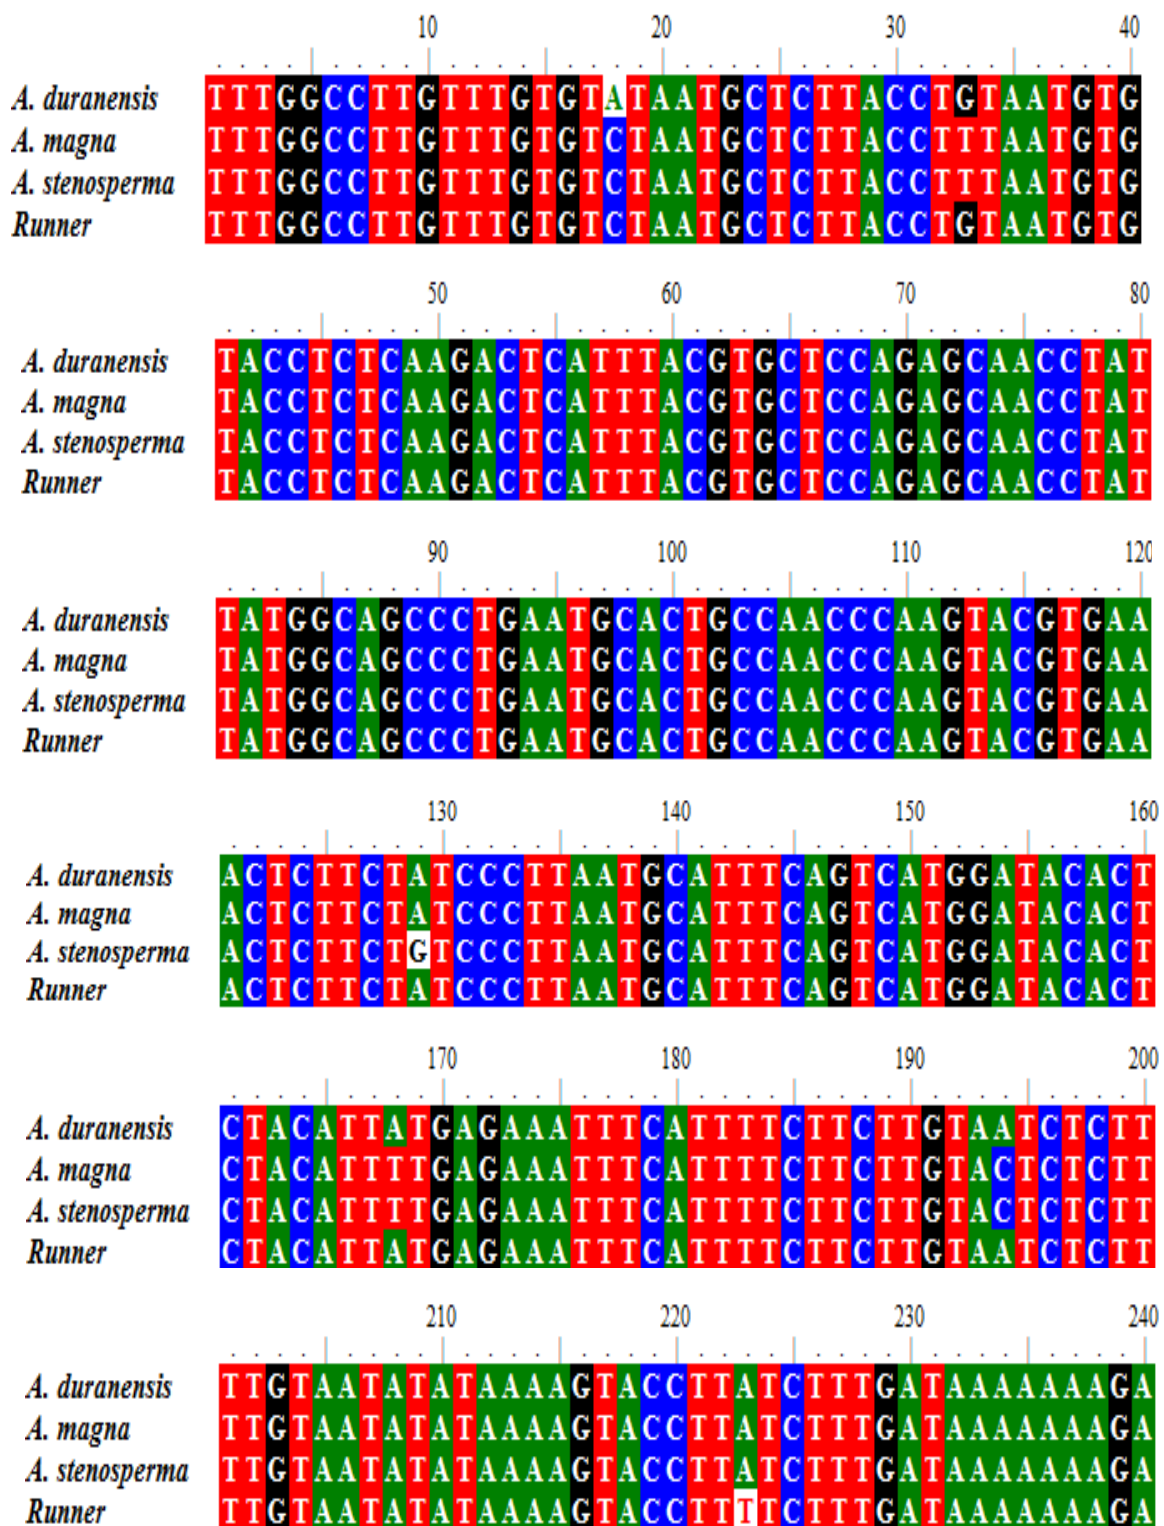 10 20 30 40
A. duranensis TTTGGCCTTGTTTGTGTATAATGCTCTTACCTGTAATGTG
A. magna TTTGGCCTTGTTTGTGTCTAATGCTCTTACCTTTAATGTG
A. stenosperma TTTGGCCTTGTTTGTGTCTAATGCTCTTACCTTTAATGTG
Runner TTTGGCCTTGTTTGTGTCTAATGCTCTTACCTGTAATGTG
50 60 70 80
A. duranensis TACCTCTCAAGACTCATTTACGTGCTCCAGAGCAACCTAT
A. magna TACCTCTCAAGACTCATTTACGTGCTCCAGAGCAACCTAT
A. stenosperma TACCTCTCAAGACTCATTTACGTGCTCCAGAGCAACCTAT
Runner TACCTCTCAAGACTCATTTACGTGCTCCAGAGCAACCTAT
90 100 110 120
A. duranensis TATGGCAGCCCTGAATGCACTGCCAACCCAAGTACGTGAA
A. magna TATGGCAGCCCTGAATGCACTGCCAACCCAAGTACGTGAA
A. stenosperma TATGGCAGCCCTGAATGCACTGCCAACCCAAGTACGTGAA
Runner TATGGCAGCCCTGAATGCACTGCCAACCCAAGTACGTGAA
130 140 150 160
A. duranensis ACTCTTCTATCCCTTAATGCATTTCAGTCATGGATACACT
A. magna ACTCTTCTATCCCTTAATGCATTTCAGTCATGGATACACT
A. stenosperma ACTCTTCTGTCCCTTAATGCATTTCAGTCATGGATACACT
Runner ACTCTTCTATCCCTTAATGCATTTCAGTCATGGATACACT
170 180 190 200
A. duranensis CTACATTATGAGAAATTTCATTTTCTTCTTGTAATCTCTT
A. magna CTACATTTTGAGAAATTTCATTTTCTTCTTGTACTCTCTT
A. stenosperma CTACATTTTGAGAAATTTCATTTTCTTCTTGTACTCTCTT
Runner CTACATTATGAGAAATTTCATTTTCTTCTTGTAATCTCTT
210 220 230 240
A. duranensis TTGTAATATATAAAAGTACCTTATCTTTGATAAAAAAAGA
A. magna TTGTAATATATAAAAGTACCTTATCTTTGATAAAAAAAGA
A. stenosperma TTGTAATATATAAAAGTACCTTATCTTTGATAAAAAAAGA
Runner TTGTAATATATAAAAGTACCTTTTCTTTGATAAAAAAAGA